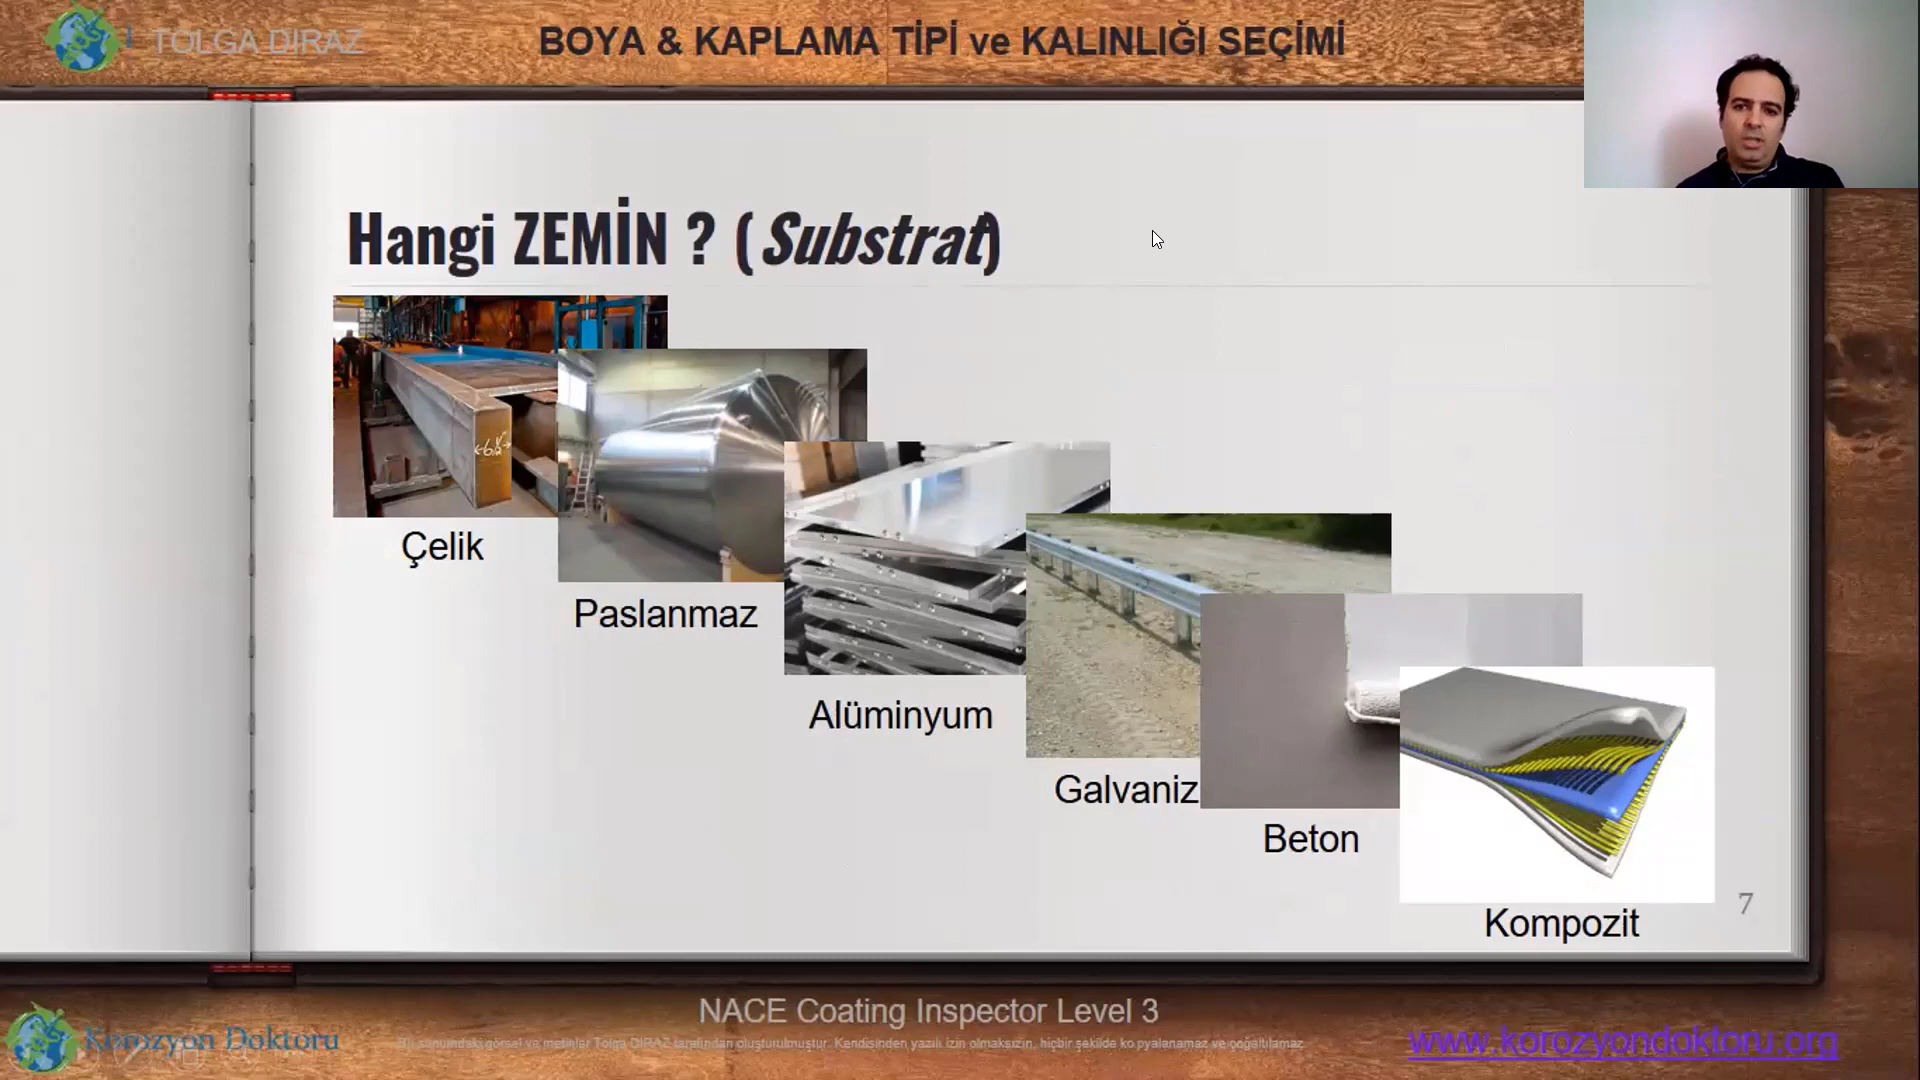 TOLGA DIRAZ
BOYA & KAPLAMA TİPİ ve KALINLIĞI SEÇİMİ
Hangi ZEMİN ? (Substrat)
Çelik
Paslanmaz
Alüminyum
Galvaniz
Beton
Kompozit
7
NACE Coating Inspector Level 3
Korozyon Doktoru
Bu sunumdaki görsel ve metinler Tolga DIRAZ tarafından oluşturulmuştur. Kendisinden yazılı izin olmaksızın, hiçbir şekilde kopyalanamaz ve çoğaltılamaz.
www.korozyondoktoru.org